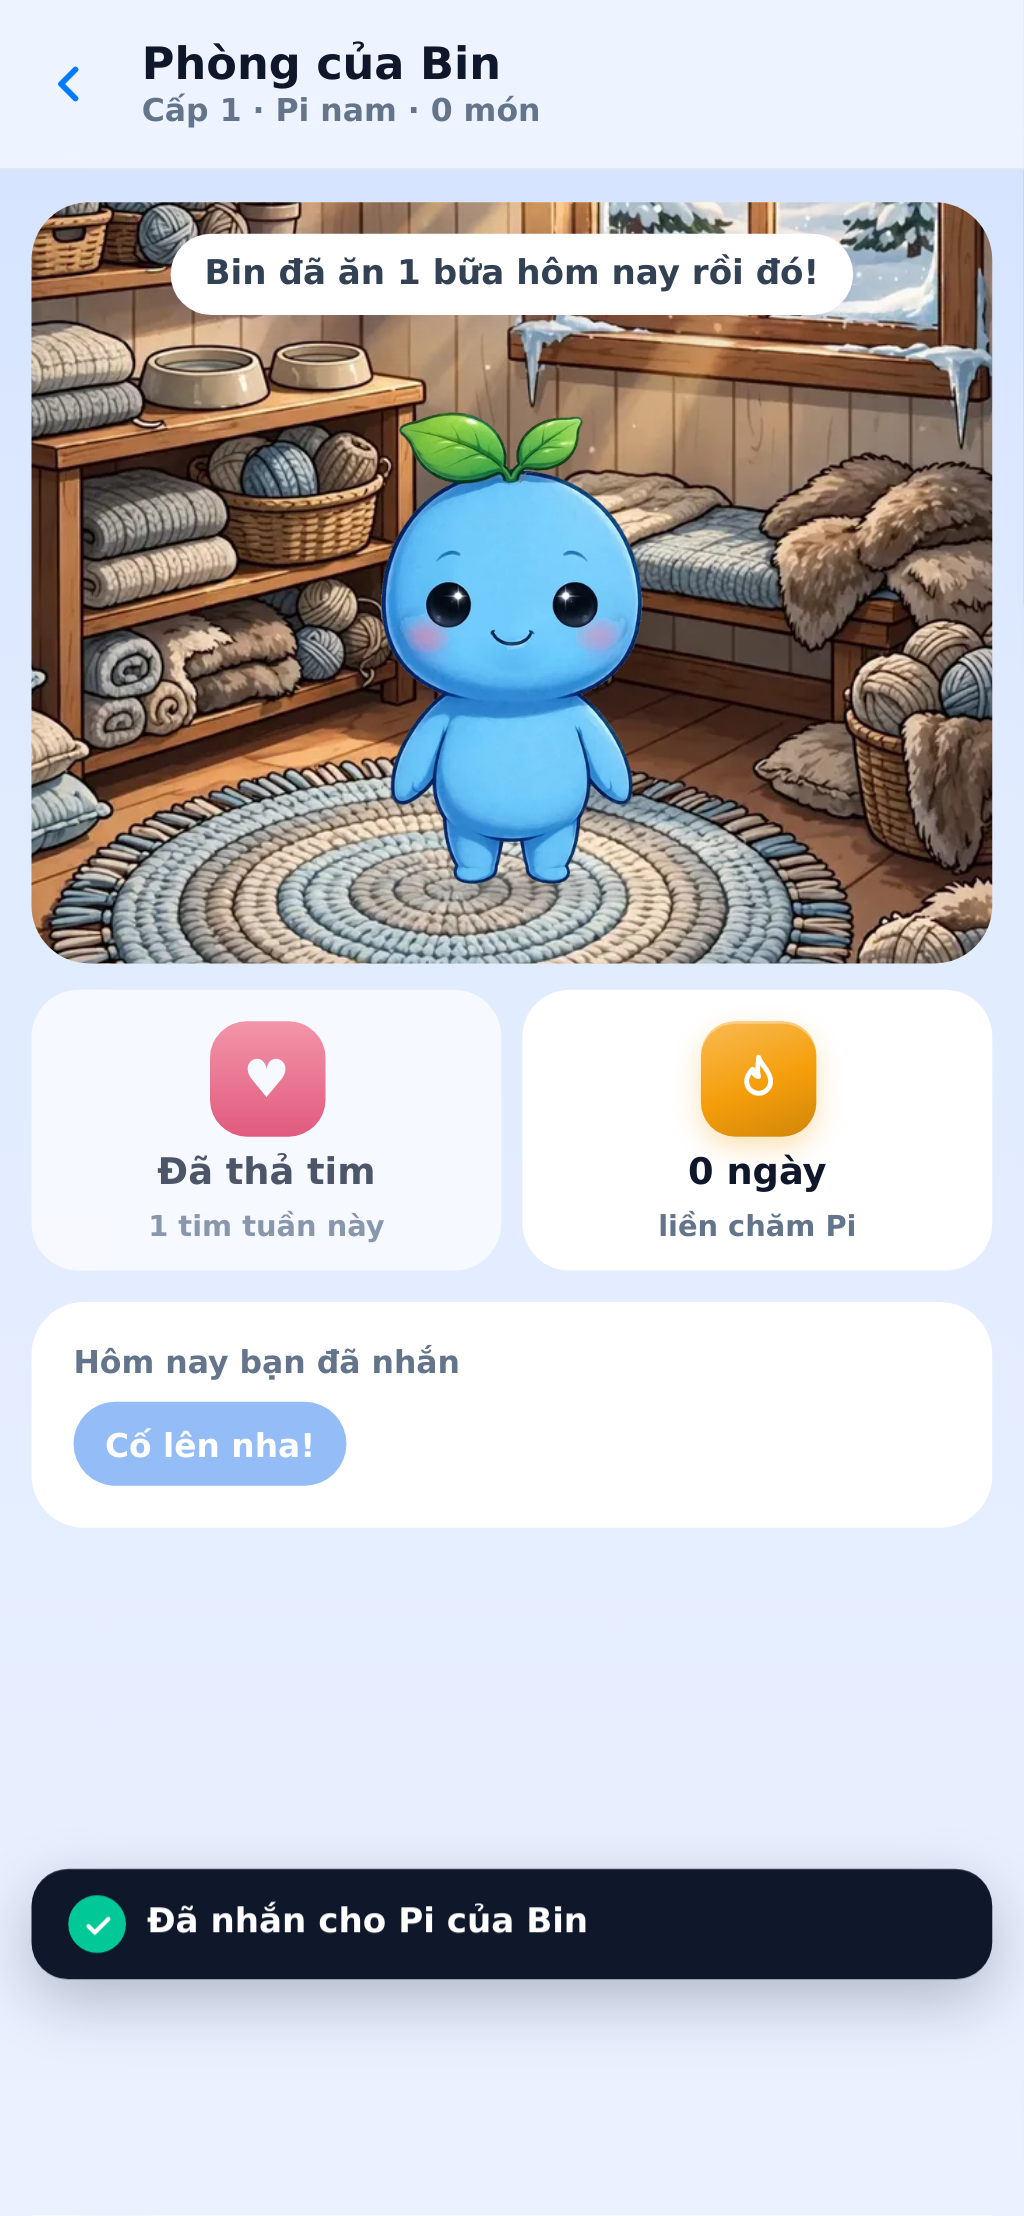 Phòng của Bin
Cấp 1 · Pi nam · 0 món
Bin đã ăn 1 bữa hôm nay rồi đó!
Đã thả tim
1 tim tuần này
0 ngày
liền chăm Pi
Hôm nay bạn đã nhắn
Cố lên nha!
Đã nhắn cho Pi của Bin